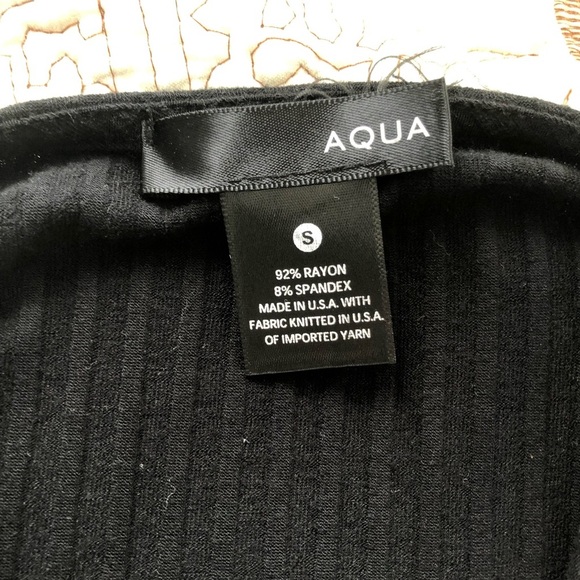 AQUA
S
92% RAYON
8% SPANDEX
MADE IN U.S.A. WITH
FABRIC KNITTED IN U.S.A.
OF IMPORTED YARN